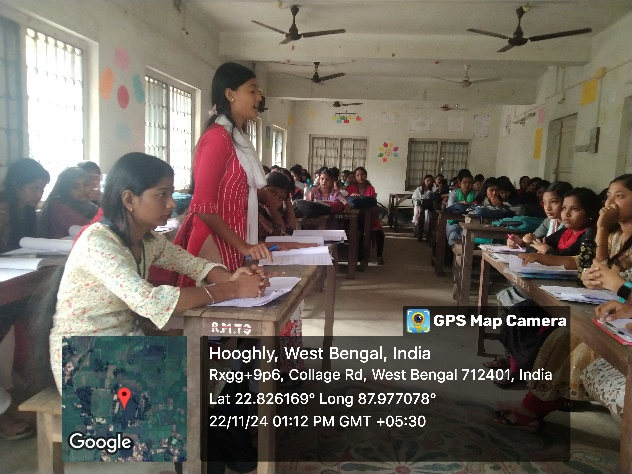 R.M.T.G
GPS Map Camera
Hooghly, West Bengal, India
Rxgg+9p6, Collage Rd, West Bengal 712401, India
Lat 22.826169° Long 87.977078°
22/11/24 01:12 PM GMT +05:30
Google